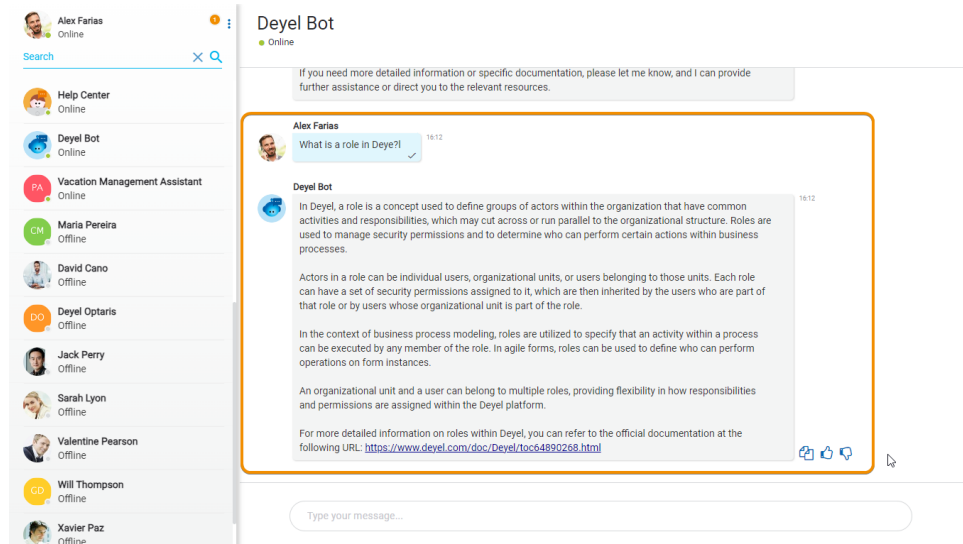 Alex Farias
1
Online
Search
Help Center
Online
Deyel Bot
Online
PA
Vacation Management Assistant
Online
CM
Maria Pereira
Offline
David Cano
Offline
DO
Deyel Optaris
Offline
Jack Perry
Offline
Sarah Lyon
Offline
Valentine Pearson
Offline
GD
Will Thompson
Offline
Xavier Paz
Offline
Deyel Bot
Online
If you need more detailed information or specific documentation, please let me know, and I can provide
further assistance or direct you to the relevant resources.
Alex Farias
What is a role in Deye?l
16:12
Deyel Bot
16:12
In Deyel, a role is a concept used to define groups of actors within the organization that have common
activities and responsibilities, which may cut across or run parallel to the organizational structure. Roles are
used to manage security permissions and to determine who can perform certain actions within business
processes.
Actors in a role can be individual users, organizational units, or users belonging to those units. Each role
can have a set of security permissions assigned to it, which are then inherited by the users who are part of
that role or by users whose organizational unit is part of the role.
In the context of business process modeling, roles are utilized to specify that an activity within a process
can be executed by any member of the role. In agile forms, roles can be used to define who can perform
operations on form instances.
An organizational unit and a user can belong to multiple roles, providing flexibility in how responsibilities
and permissions are assigned within the Deyel platform.
For more detailed information on roles within Deyel, you can refer to the official documentation at the
following URL: https://www.deyel.com/doc/Deyel/toc64890268.html
Type your message...